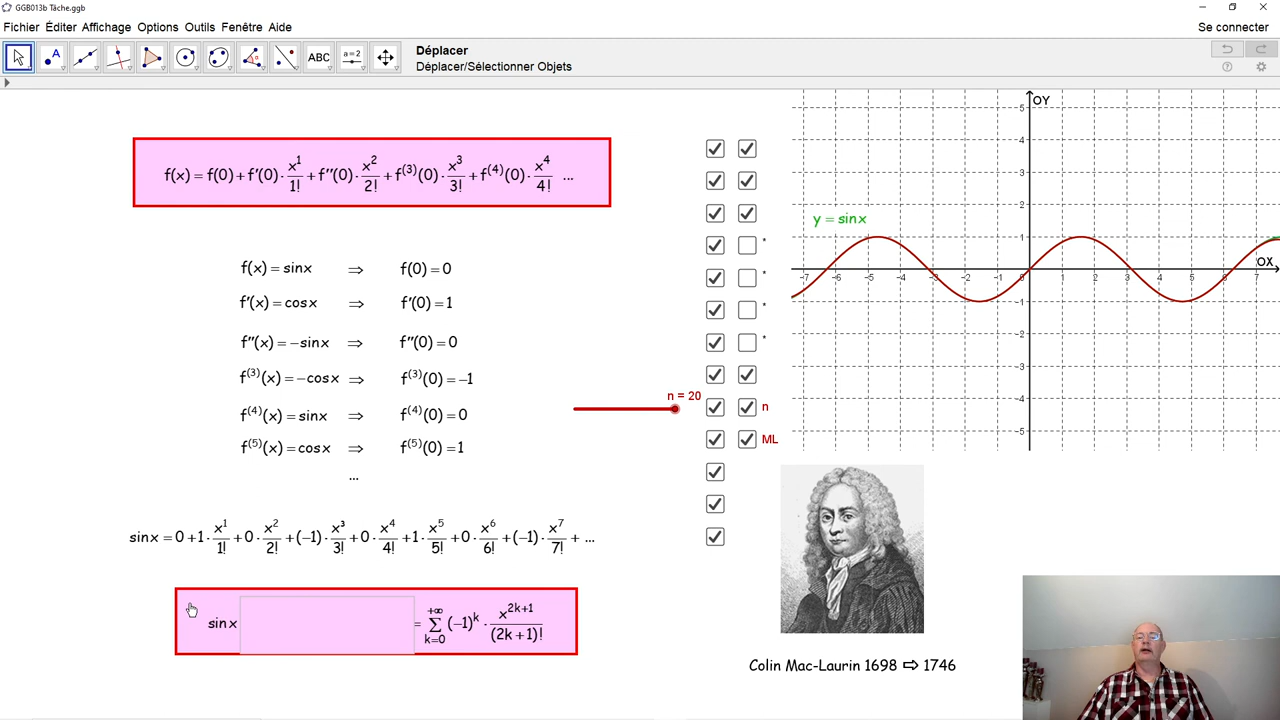 GGB013b Tâche.ggb
Fichier Éditer Affichage Options Outils Fenêtre Aide
Se connecter
ABC
a=2
Déplacer
Déplacer/Sélectionner Objets
f(x) = f(0) + f'(0) · x¹/1! + f''(0) · x²/2! + f⁽³⁾(0) · x³/3! + f⁽⁴⁾(0) · x⁴/4! ...
f(x) = sinx ⇒ f(0) = 0
f'(x) = cosx ⇒ f'(0) = 1
f''(x) = −sinx ⇒ f''(0) = 0
f⁽³⁾(x) = −cosx ⇒ f⁽³⁾(0) = −1
f⁽⁴⁾(x) = sinx ⇒ f⁽⁴⁾(0) = 0
f⁽⁵⁾(x) = cosx ⇒ f⁽⁵⁾(0) = 1
...
sinx = 0 + 1 · x¹/1! + 0 · x²/2! + (−1) · x³/3! + 0 · x⁴/4! + 1 · x⁵/5! + 0 · x⁶/6! + (−1) · x⁷/7! + ...
sinx = +∞ ∑ k=0 (−1)ᵏ · x²ᵏ⁺¹/(2k+1)!
n = 20
*
*
*
*
n
ML
OY
y = sinx
OX
5
4
3
2
1
−1
−2
−3
−4
−5
−7 −6 −5 −4 −3 −2 −1 0 1 2 3 4 5 6 7
Colin Mac-Laurin 1698 ⇨ 1746